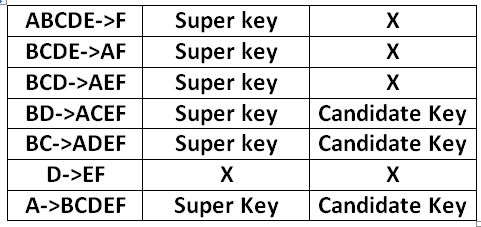 ABCDE->F Super key X
BCDE->AF Super key X
BCD->AEF Super key X
BD->ACEF Super key Candidate Key
BC->ADEF Super key Candidate Key
D->EF X X
A->BCDEF Super Key Candidate Key